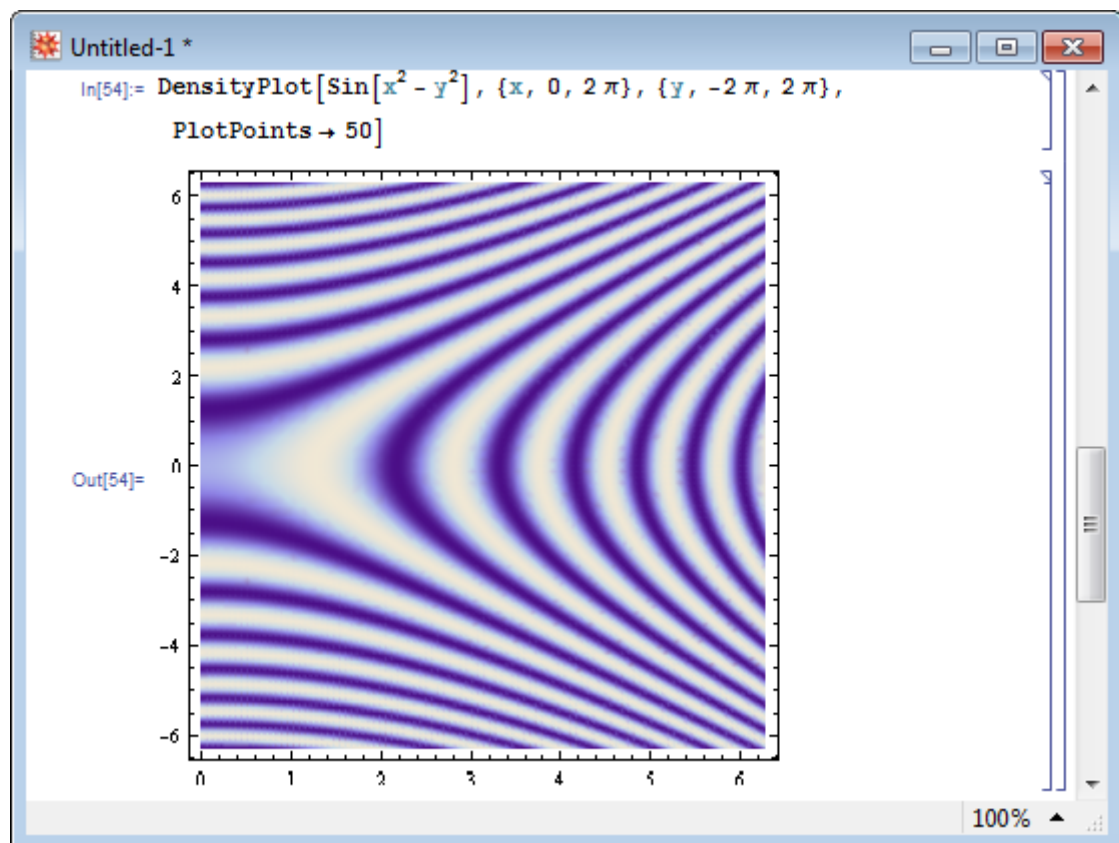 Untitled-1 *
In[54]:= DensityPlot[Sin[x² - y²], {x, 0, 2 π}, {y, -2 π, 2 π},
PlotPoints → 50]
6
4
2
0
Out[54]=
-2
-4
-6
0 1 2 3 4 5 6
100%